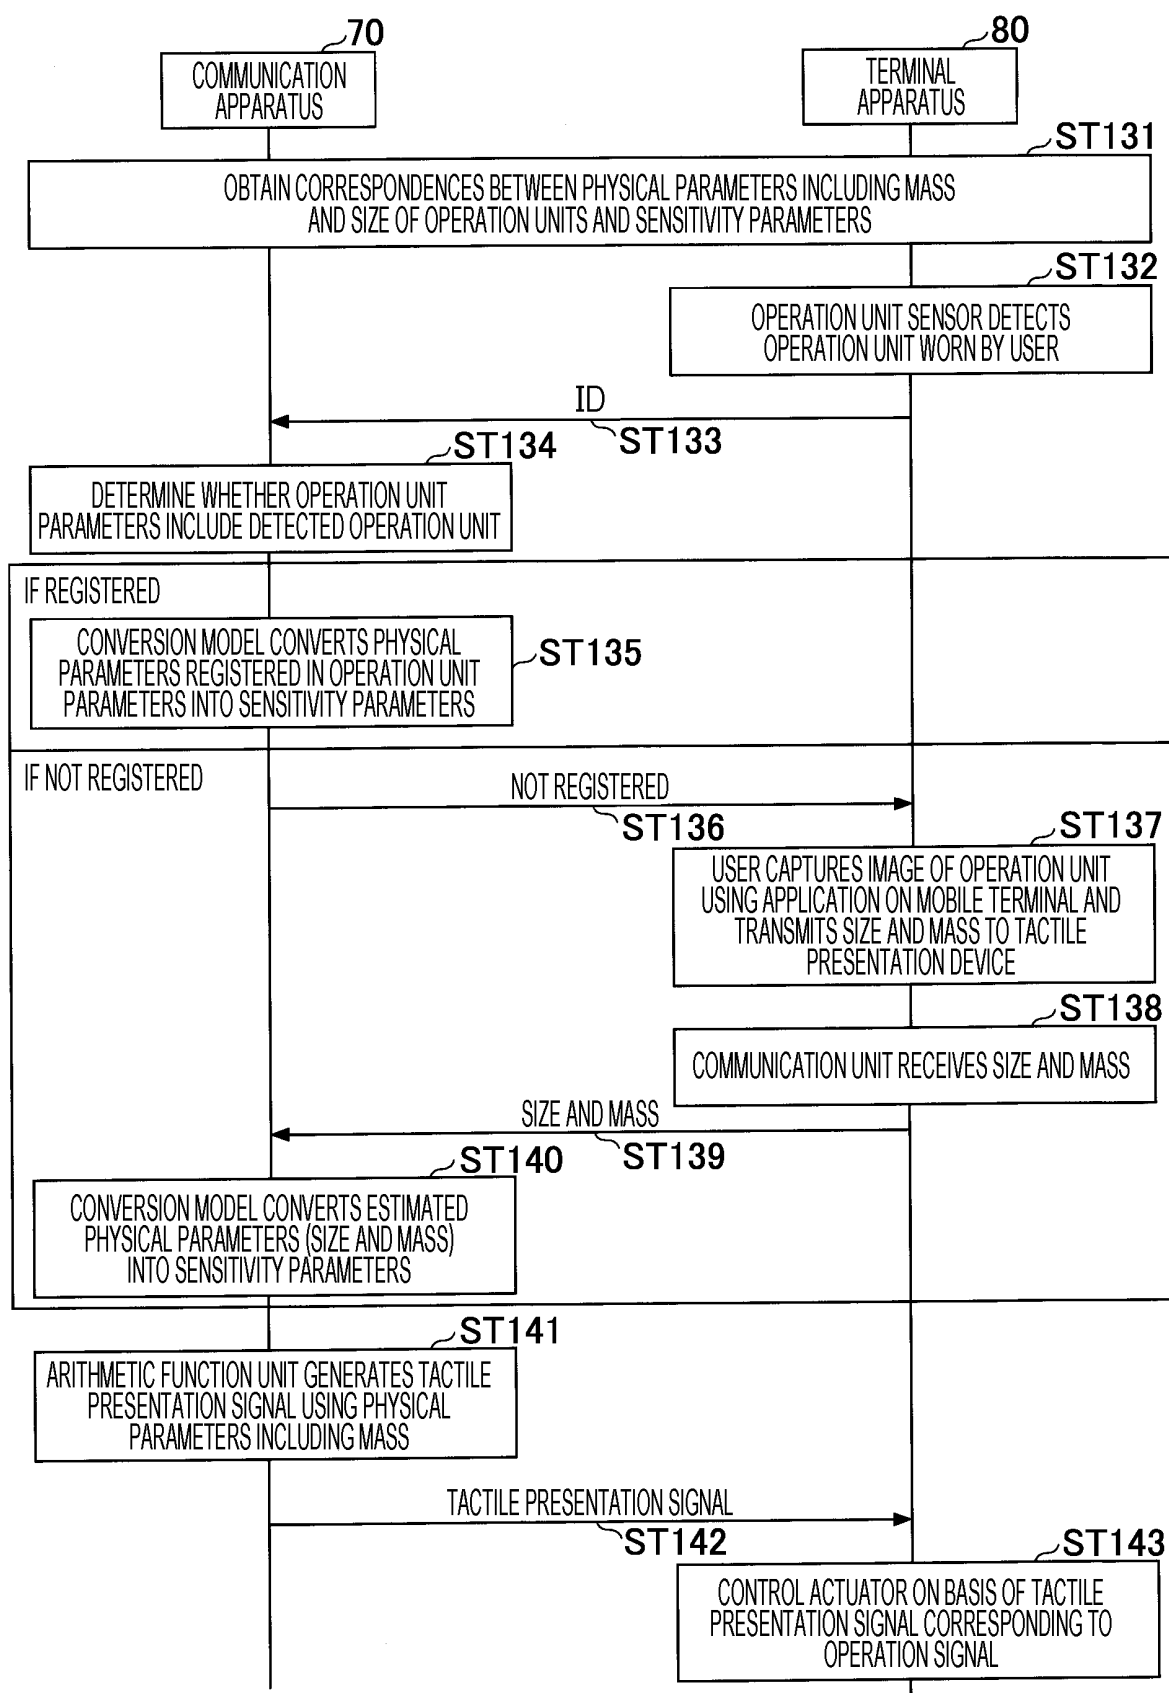 70
COMMUNICATION
APPARATUS
80
TERMINAL
APPARATUS
ST131
OBTAIN CORRESPONDENCES BETWEEN PHYSICAL PARAMETERS INCLUDING MASS
AND SIZE OF OPERATION UNITS AND SENSITIVITY PARAMETERS
ST132
OPERATION UNIT SENSOR DETECTS
OPERATION UNIT WORN BY USER
ID
ST133
ST134
DETERMINE WHETHER OPERATION UNIT
PARAMETERS INCLUDE DETECTED OPERATION UNIT
IF REGISTERED
CONVERSION MODEL CONVERTS PHYSICAL
PARAMETERS REGISTERED IN OPERATION UNIT
PARAMETERS INTO SENSITIVITY PARAMETERS
ST135
IF NOT REGISTERED
NOT REGISTERED
ST136
ST137
USER CAPTURES IMAGE OF OPERATION UNIT
USING APPLICATION ON MOBILE TERMINAL AND
TRANSMITS SIZE AND MASS TO TACTILE
PRESENTATION DEVICE
ST138
COMMUNICATION UNIT RECEIVES SIZE AND MASS
SIZE AND MASS
ST139
ST140
CONVERSION MODEL CONVERTS ESTIMATED
PHYSICAL PARAMETERS (SIZE AND MASS)
INTO SENSITIVITY PARAMETERS
ST141
ARITHMETIC FUNCTION UNIT GENERATES TACTILE
PRESENTATION SIGNAL USING PHYSICAL
PARAMETERS INCLUDING MASS
TACTILE PRESENTATION SIGNAL
ST142
ST143
CONTROL ACTUATOR ON BASIS OF TACTILE
PRESENTATION SIGNAL CORRESPONDING TO
OPERATION SIGNAL